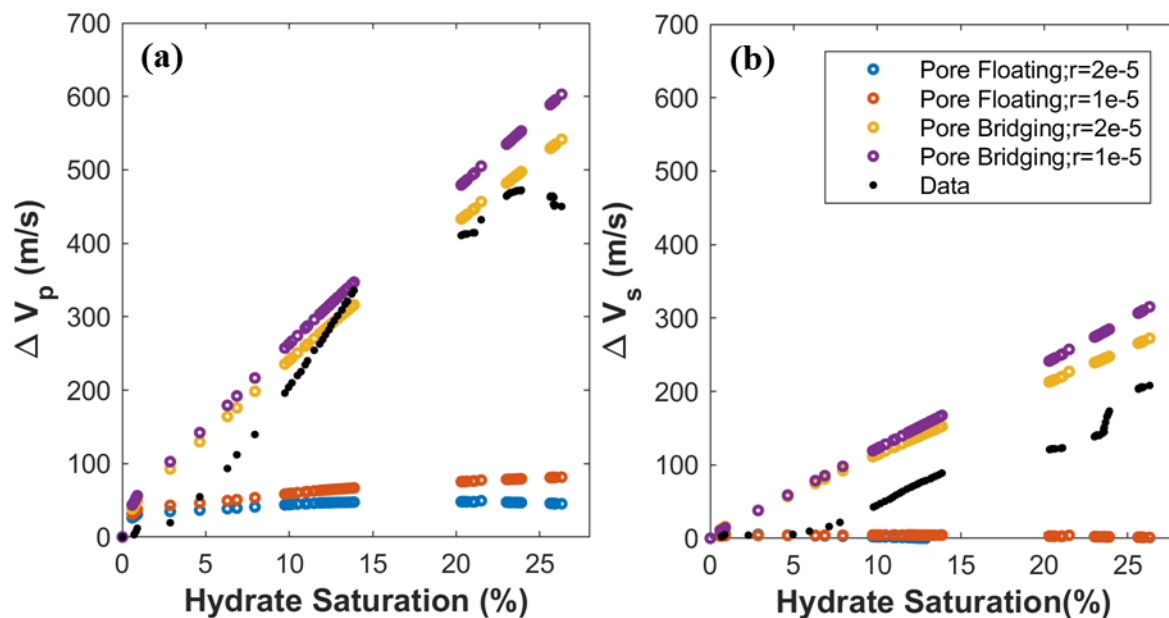 (a)
700
600
500
400
300
200
100
0
Δ Vp (m/s)
0 5 10 15 20 25
Hydrate Saturation (%)
(b)
700
600
500
400
300
200
100
0
Δ Vs (m/s)
0 5 10 15 20 25
Hydrate Saturation(%)
Pore Floating;r=2e-5
Pore Floating;r=1e-5
Pore Bridging;r=2e-5
Pore Bridging;r=1e-5
Data